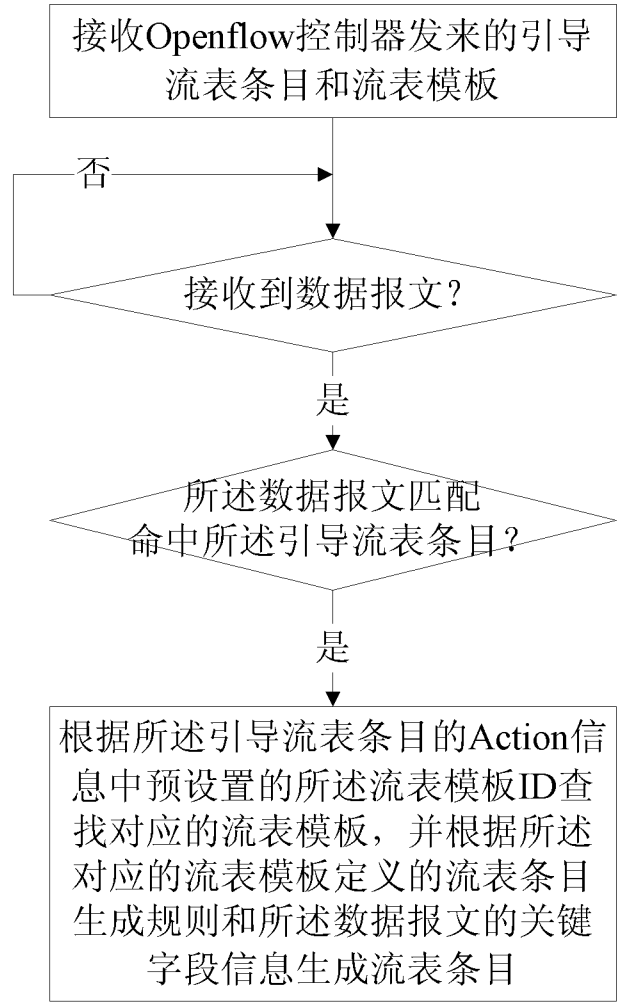 接收Openflow控制器发来的引导
流表条目和流表模板
否
接收到数据报文？
是
所述数据报文匹配
命中所述引导流表条目？
是
根据所述引导流表条目的Action信
息中预设置的所述流表模板ID查
找对应的流表模板，并根据所述
对应的流表模板定义的流表条目
生成规则和所述数据报文的关键
字段信息生成流表条目